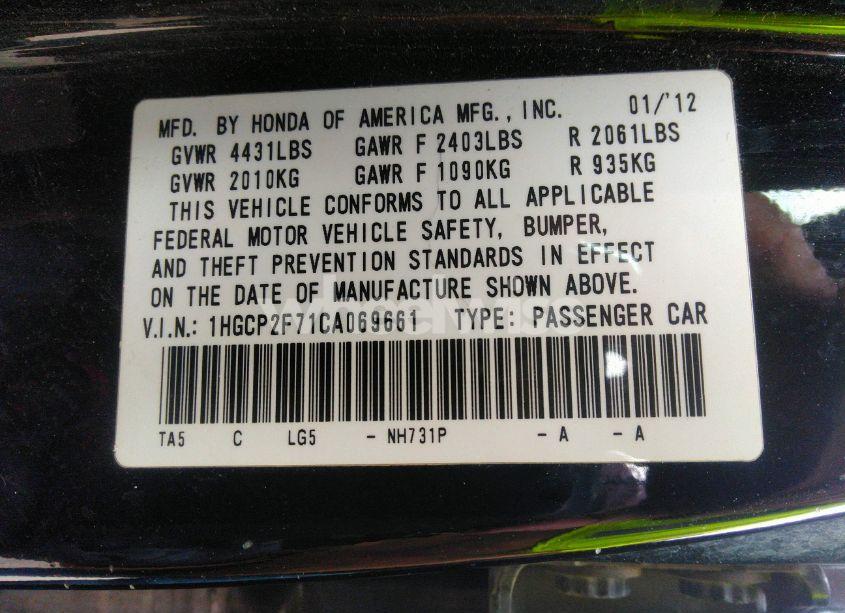 MFD. BY HONDA OF AMERICA MFG., INC. 01/'12
GVWR 4431LBS GAWR F 2403LBS R 2061LBS
GVWR 2010KG GAWR F 1090KG R 935KG
THIS VEHICLE CONFORMS TO ALL APPLICABLE
FEDERAL MOTOR VEHICLE SAFETY, BUMPER,
AND THEFT PREVENTION STANDARDS IN EFFECT
ON THE DATE OF MANUFACTURE SHOWN ABOVE.
V.I.N.: 1HGCP2F71CA069661 TYPE: PASSENGER CAR
TA5 C LG5 - NH731P - A - A